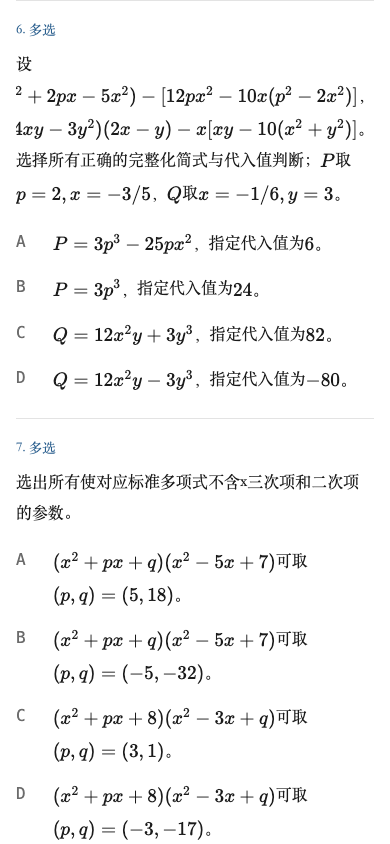 6. 多选
设
² + 2px − 5x²) − [12px² − 10x(p² − 2x²)],
4xy − 3y²)(2x − y) − x[xy − 10(x² + y²)]。
选择所有正确的完整化简式与代入值判断；P取
p = 2, x = −3/5，Q取x = −1/6, y = 3。
A P = 3p³ − 25px²，指定代入值为6。
B P = 3p³，指定代入值为24。
C Q = 12x²y + 3y³，指定代入值为82。
D Q = 12x²y − 3y³，指定代入值为−80。
7. 多选
选出所有使对应标准多项式不含x三次项和二次项
的参数。
A (x² + px + q)(x² − 5x + 7)可取
(p, q) = (5, 18)。
B (x² + px + q)(x² − 5x + 7)可取
(p, q) = (−5, −32)。
C (x² + px + 8)(x² − 3x + q)可取
(p, q) = (3, 1)。
D (x² + px + 8)(x² − 3x + q)可取
(p, q) = (−3, −17)。